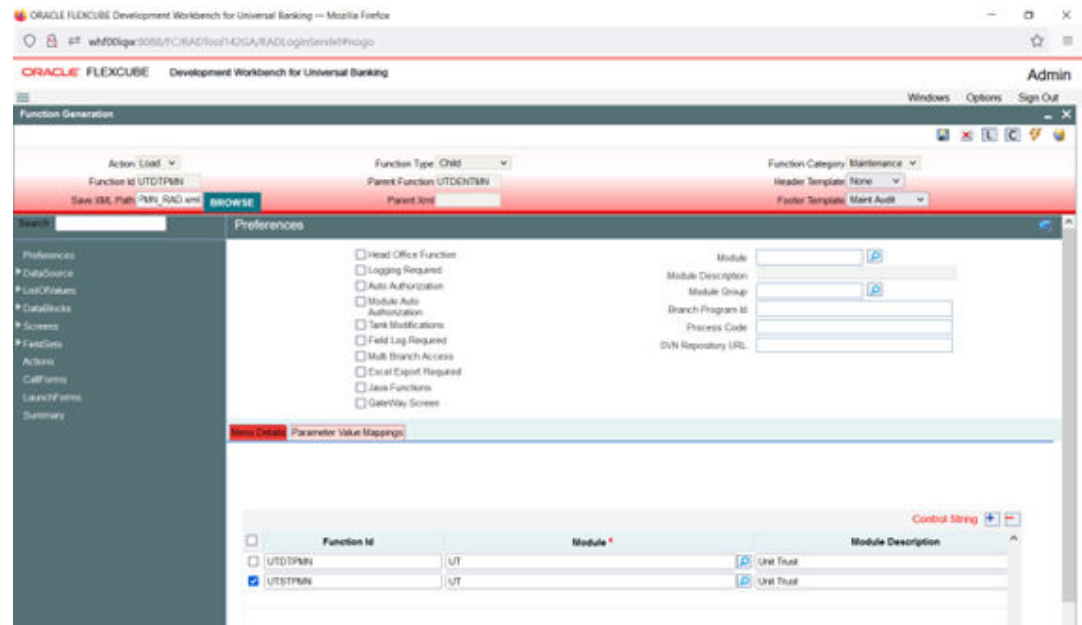 ORACLE FLEXCUBE Development Workbench for Universal Banking — Mozilla Firefox
ORACLE FLEXCUBE Development Workbench for Universal Banking
Admin
Windows Options Sign Out
Function Generation
Action Load Function Type Child Function Category Maintenance
Function Id UTDTPMN Parent Function UTDENTMN Header Template None
Save XML Path PMN_RAD.xml BROWSE Parent Xml Footer Template Maint Audit
Search Preferences
Preferences
DataSource
ListOfValues
DataBlocks
Screens
FieldSets
Actions
CallForms
LaunchForms
Summary
Head Office Function
Logging Required
Auto Authorization
Module Auto
Authorization
Tank Modifications
Field Log Required
Multi Branch Access
Excel Export Required
Java Functions
GateWay Screen
Module
Module Description
Module Group
Branch Program Id
Process Code
SVN Repository URL
Menu Details Parameter Value Mappings
Control String
Function Id Module * Module Description
UTDTPMN UT Unit Trust
UTSTPMN UT Unit Trust